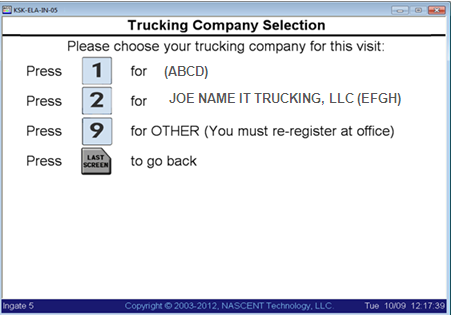 KSK-ELA-IN-05
Trucking Company Selection
Please choose your trucking company for this visit:
Press 1 for (ABCD)
Press 2 for JOE NAME IT TRUCKING, LLC (EFGH)
Press 9 for OTHER (You must re-register at office)
Press LAST SCREEN to go back
Ingate 5 Copyright © 2003-2012, NASCENT Technology, LLC. Tue 10/09 12:17:39